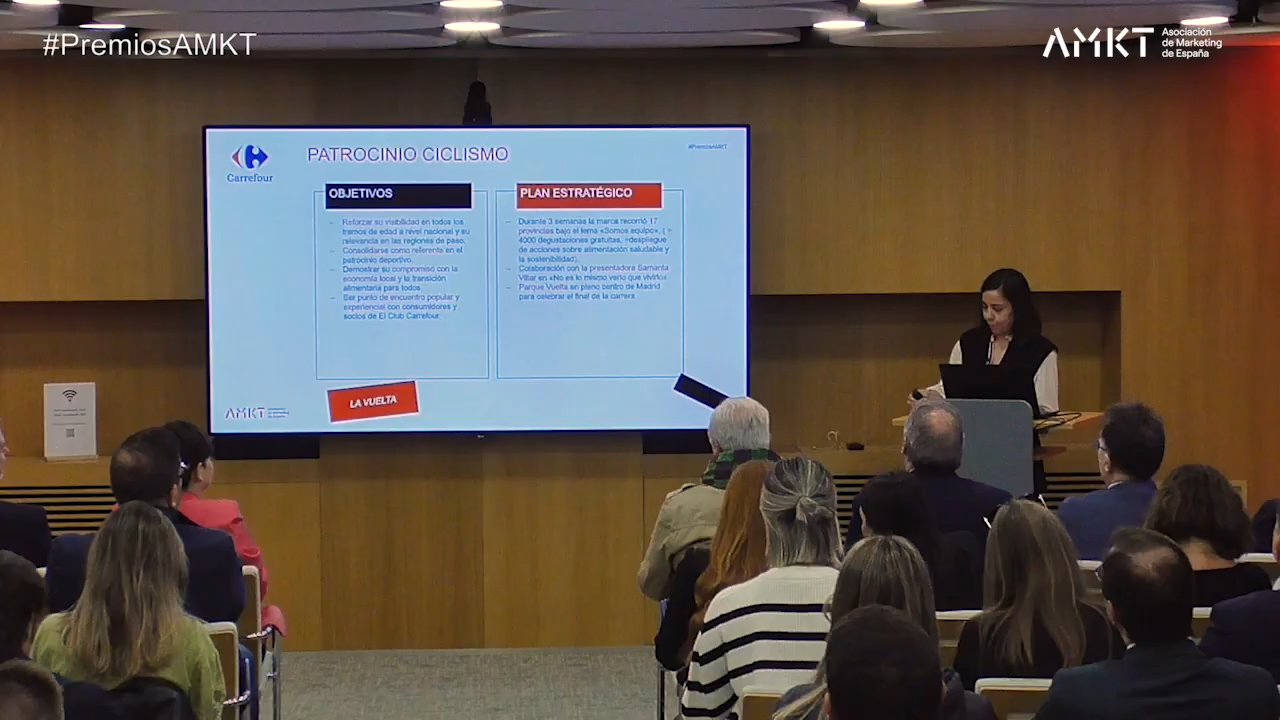 #PremiosAMKT
AMKT Asociación
de Marketing
de España
Carrefour
PATROCINIO CICLISMO
#PremiosAMKT
OBJETIVOS
– Reforzar su visibilidad en todos los
tramos de edad a nivel nacional y su
relevancia en las regiones de paso.
– Consolidarse como referente en el
patrocinio deportivo.
– Demostrar su compromiso con la
economía local y la transición
alimentaria para todos.
– Ser punto de encuentro popular y
experiencial con consumidores y
socios de El Club Carrefour.
PLAN ESTRATÉGICO
– Durante 3 semanas la marca recorrió 17
provincias bajo el lema «Somos equipo», ( +
4000 degustaciones gratuitas, +despliegue
de acciones sobre alimentación saludable y
la sostenibilidad).
– Colaboración con la presentadora Samanta
Villar en «No es lo mismo verlo que vivirlo»
– Parque Vuelta en pleno centro de Madrid
para celebrar el final de la carrera
LA VUELTA
AMKT